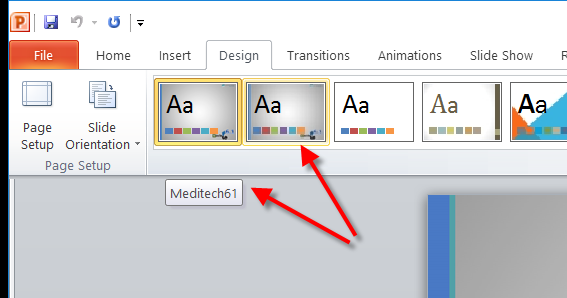 P
File Home Insert Design Transitions Animations Slide Show R
Aa Aa Aa Aa Aa
Page Slide
Setup Orientation
Page Setup
Meditech61